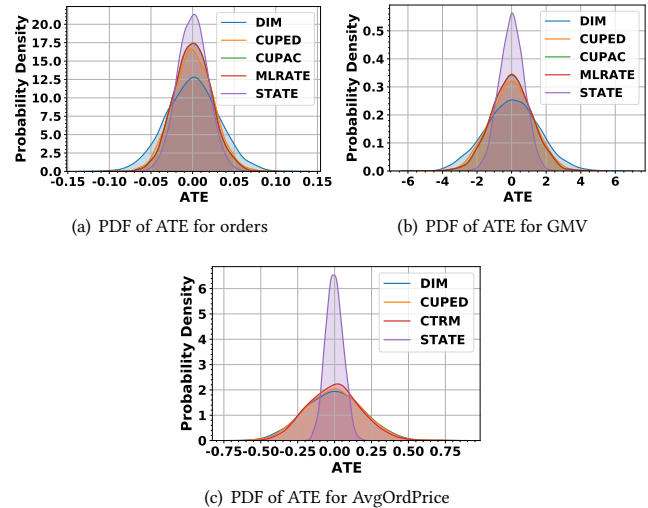 20.0
17.5
15.0
12.5
10.0
7.5
5.0
2.5
0.0
Probability Density
-0.15
-0.10
-0.05
0.00
0.05
0.10
0.15
ATE
DIM
CUPED
CUPAC
MLRATE
STATE
(a) PDF of ATE for orders
0.5
0.4
0.3
0.2
0.1
0.0
Probability Density
-6
-4
-2
0
2
4
6
ATE
DIM
CUPED
CUPAC
MLRATE
STATE
(b) PDF of ATE for GMV
6
5
4
3
2
1
0
Probability Density
-0.75
-0.50
-0.25
0.00
0.25
0.50
0.75
ATE
DIM
CUPED
CTRM
STATE
(c) PDF of ATE for AvgOrdPrice